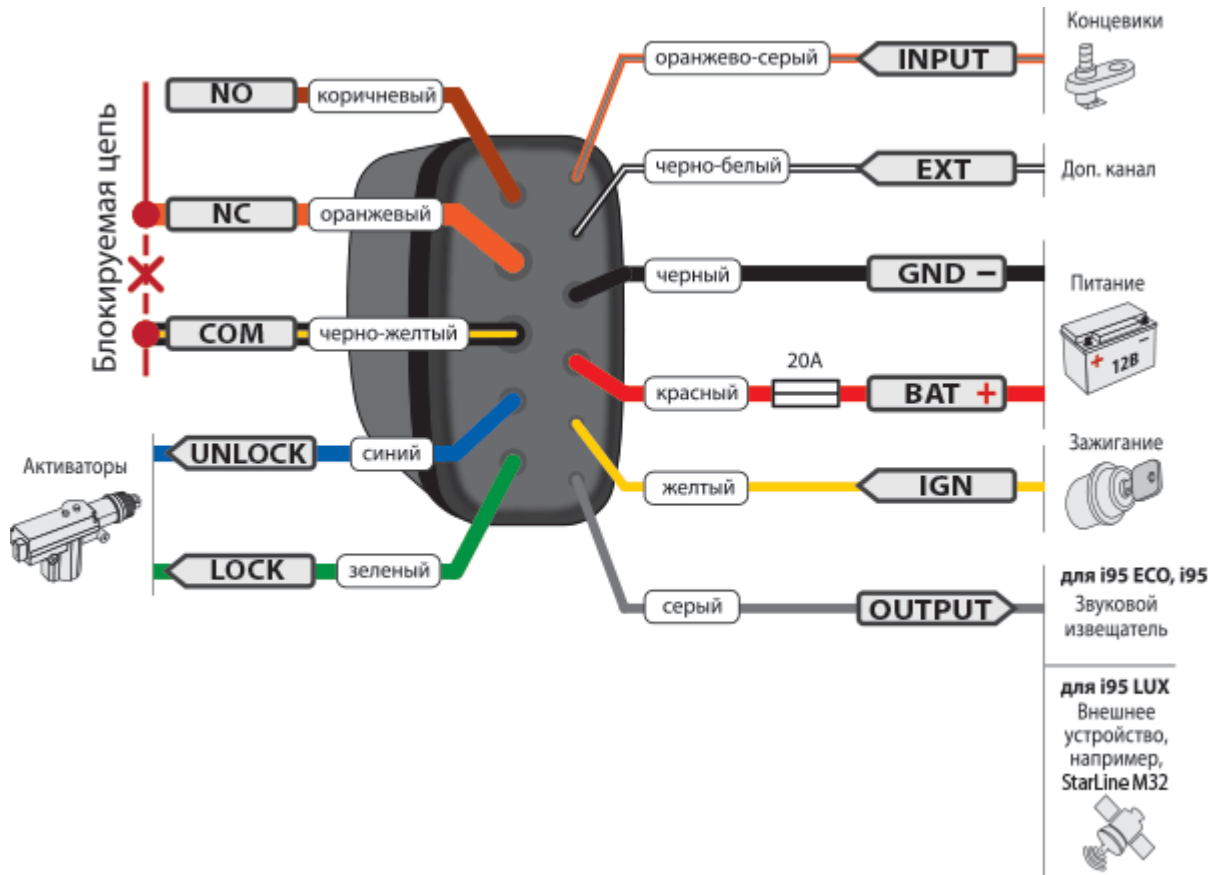 Блокируемая цепь
NO
коричневый
NC
оранжевый
COM
черно-желтый
Активаторы
UNLOCK
синий
LOCK
зеленый
оранжево-серый
INPUT
Концевики
черно-белый
EXT
Доп. канал
черный
GND −
Питание
+ 12В −
20А
красный
BAT +
желтый
IGN
Зажигание
серый
OUTPUT
для i95 ECO, i95
Звуковой
извещатель
для i95 LUX
Внешнее
устройство,
например,
StarLine M32